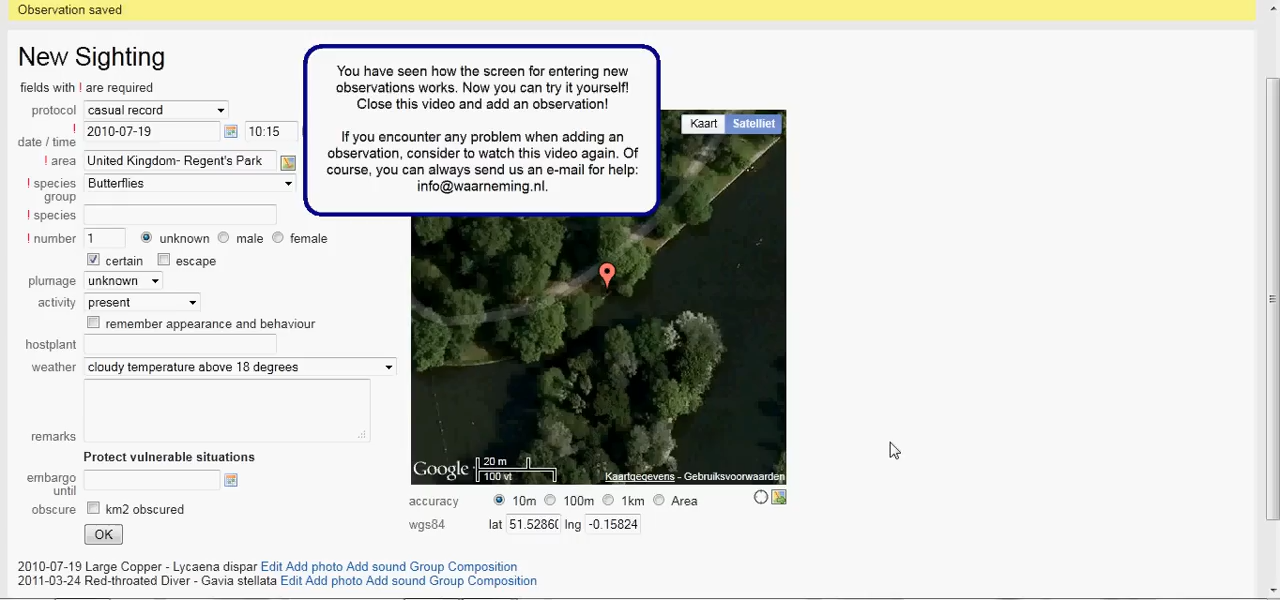 Observation saved
New Sighting
fields with ! are required
protocol casual record
! date / time 2010-07-19 10:15
! area United Kingdom- Regent's Park
! species group Butterflies
! species
! number 1 unknown male female
certain escape
plumage unknown
activity present
remember appearance and behaviour
hostplant
weather cloudy temperature above 18 degrees
remarks
Protect vulnerable situations
embargo until
obscure km2 obscured
OK
You have seen how the screen for entering new
observations works. Now you can try it yourself!
Close this video and add an observation!
If you encounter any problem when adding an
observation, consider to watch this video again. Of
course, you can always send us an e-mail for help:
info@waarneming.nl.
Kaart Satelliet
Google 20 m
100 vt
Kaartgegevens - Gebruiksvoorwaarden
accuracy 10m 100m 1km Area
wgs84 lat 51.5286( lng -0.15824
2010-07-19 Large Copper - Lycaena dispar Edit Add photo Add sound Group Composition
2011-03-24 Red-throated Diver - Gavia stellata Edit Add photo Add sound Group Composition